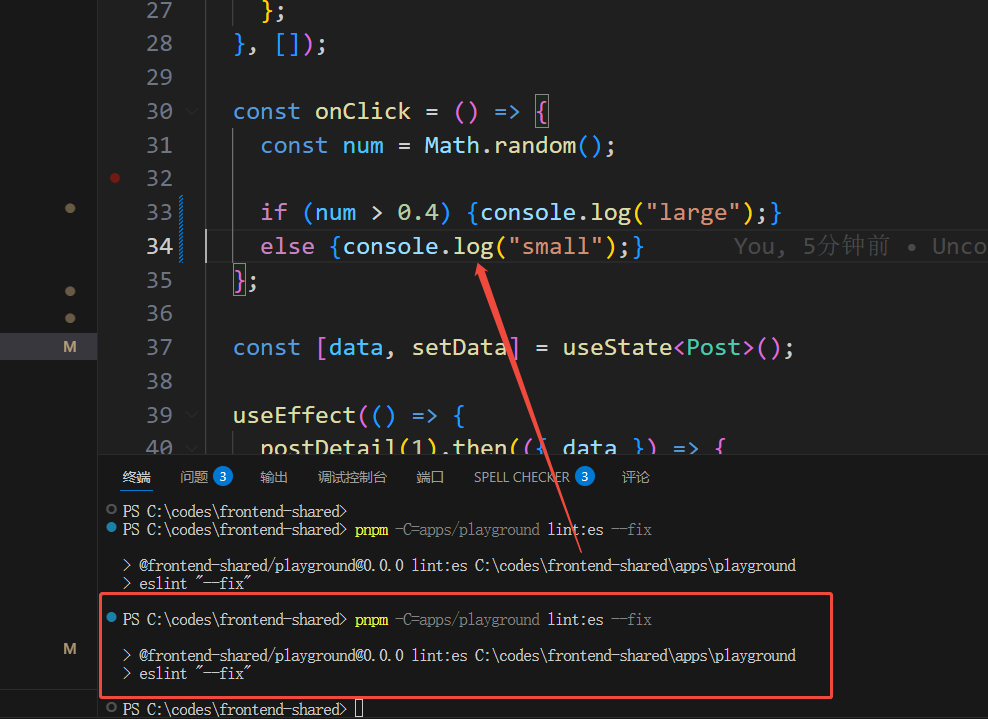 27 };
28 }, []);
29
30 const onClick = () => {
31 const num = Math.random();
32
33 if (num > 0.4) {console.log("large");}
34 else {console.log("small");} You, 5分钟前 • Unco
35 };
36
37 const [data, setData] = useState<Post>();
38
39 useEffect(() => {
40 postDetail(1).then(({ data }) => {
M
终端 问题 3 输出 调试控制台 端口 SPELL CHECKER 3 评论
PS C:\codes\frontend-shared>
PS C:\codes\frontend-shared> pnpm -C=apps/playground lint:es --fix
> @frontend-shared/playground@0.0.0 lint:es C:\codes\frontend-shared\apps\playground
> eslint "--fix"
PS C:\codes\frontend-shared> pnpm -C=apps/playground lint:es --fix
> @frontend-shared/playground@0.0.0 lint:es C:\codes\frontend-shared\apps\playground
> eslint "--fix"
M
PS C:\codes\frontend-shared>